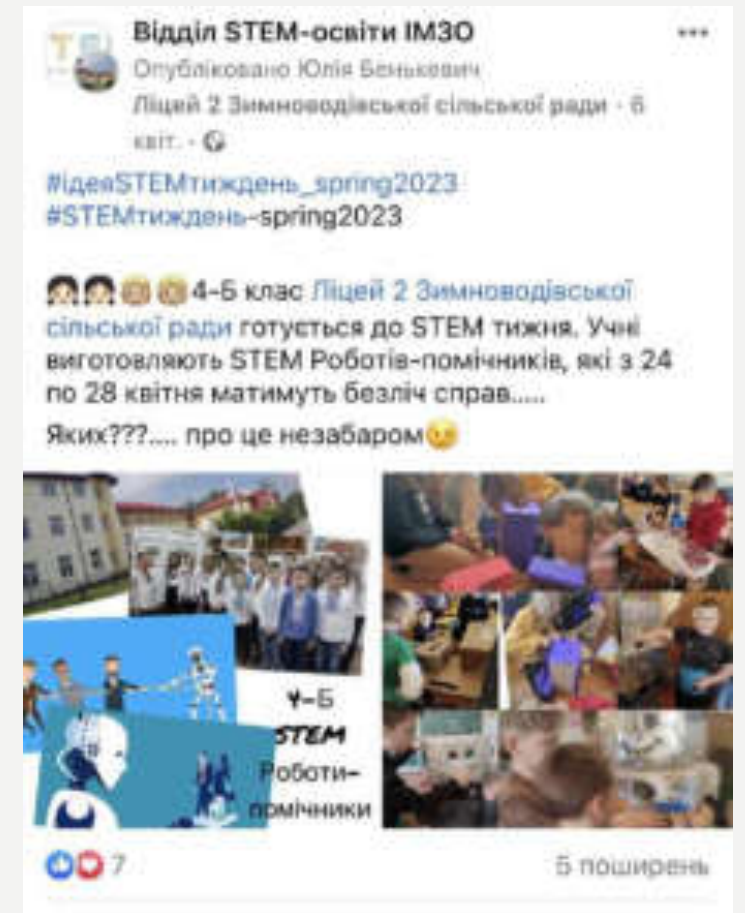 Відділ STEM-освіти ІМЗО
Опубліковано Юлія Бенькевич
Ліцей 2 Зимноводівської сільської ради · 6
квіт. ·
#ідеяSTEMтиждень_spring2023
#STEMтиждень-spring2023
4-Б клас Ліцей 2 Зимноводівської
сільської ради готується до STEM тижня. Учні
виготовляють STEM Роботів-помічників, які з 24
по 28 квітня матимуть безліч справ.....
Яких???.... про це незабаром
4-Б
STEM
Роботи-
помічники
7
5 поширень